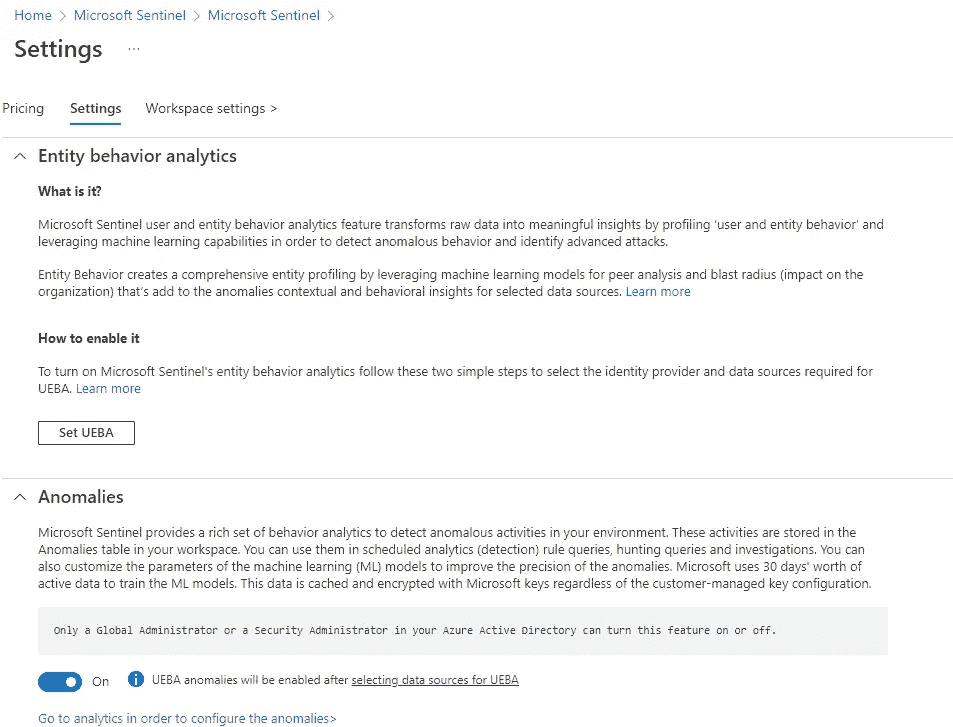 Home > Microsoft Sentinel > Microsoft Sentinel >
Settings ...
Pricing Settings Workspace settings >
Entity behavior analytics
What is it?
Microsoft Sentinel user and entity behavior analytics feature transforms raw data into meaningful insights by profiling 'user and entity behavior' and
leveraging machine learning capabilities in order to detect anomalous behavior and identify advanced attacks.
Entity Behavior creates a comprehensive entity profiling by leveraging machine learning models for peer analysis and blast radius (impact on the
organization) that's add to the anomalies contextual and behavioral insights for selected data sources. Learn more
How to enable it
To turn on Microsoft Sentinel's entity behavior analytics follow these two simple steps to select the identity provider and data sources required for
UEBA. Learn more
Set UEBA
Anomalies
Microsoft Sentinel provides a rich set of behavior analytics to detect anomalous activities in your environment. These activities are stored in the
Anomalies table in your workspace. You can use them in scheduled analytics (detection) rule queries, hunting queries and investigations. You can
also customize the parameters of the machine learning (ML) models to improve the precision of the anomalies. Microsoft uses 30 days' worth of
active data to train the ML models. This data is cached and encrypted with Microsoft keys regardless of the customer-managed key configuration.
Only a Global Administrator or a Security Administrator in your Azure Active Directory can turn this feature on or off.
On UEBA anomalies will be enabled after selecting data sources for UEBA
Go to analytics in order to configure the anomalies>